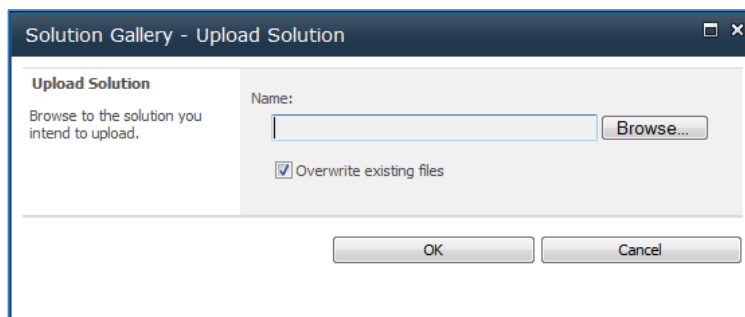 Solution Gallery - Upload Solution
Upload Solution
Browse to the solution you
intend to upload.
Name:
Browse...
Overwrite existing files
OK
Cancel